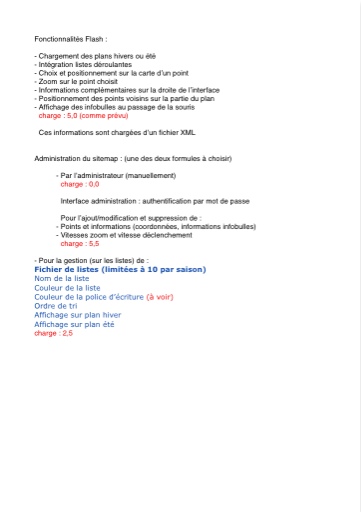 Fonctionnalités Flash :
- Chargement des plans hivers ou été
- Intégration listes déroulantes
- Choix et positionnement sur la carte d'un point
- Zoom sur le point choisit
- Informations complémentaires sur la droite de l'interface
- Positionnement des points voisins sur la partie du plan
- Affichage des infobulles au passage de la souris
charge : 5,0 (comme prévu)
Ces informations sont chargées d'un fichier XML
Administration du sitemap : (une des deux formules à choisir)
- Par l'administrateur (manuellement)
charge : 0,0
Interface administration : authentification par mot de passe
Pour l'ajout/modification et suppression de :
- Points et informations (coordonnées, informations infobulles)
- Vitesses zoom et vitesse déclenchement
charge : 5,5
- Pour la gestion (sur les listes) de :
Fichier de listes (limitées à 10 par saison)
Nom de la liste
Couleur de la liste
Couleur de la police d'écriture (à voir)
Ordre de tri
Affichage sur plan hiver
Affichage sur plan été
charge : 2,5